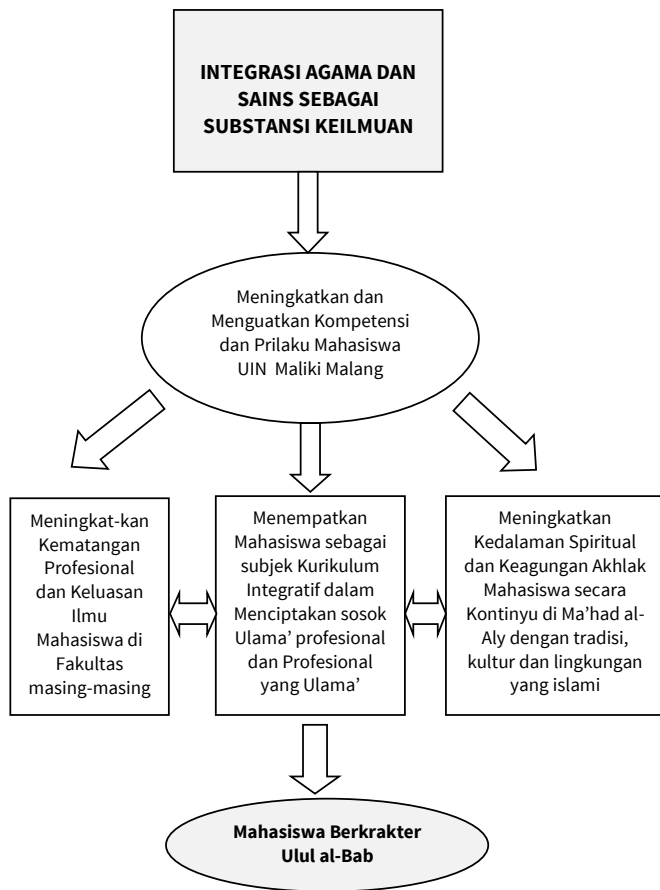 INTEGRASI AGAMA DAN
SAINS SEBAGAI
SUBSTANSI KEILMUAN
Meningkatkan dan
Menguatkan Kompetensi
dan Prilaku Mahasiswa
UIN Maliki Malang
Meningkat-kan
Kematangan
Profesional
dan Keluasan
Ilmu
Mahasiswa di
Fakultas
masing-masing
Menempatkan
Mahasiswa sebagai
subjek Kurikulum
Integratif dalam
Menciptakan sosok
Ulama’ profesional
dan Profesional
yang Ulama’
Meningkatkan
Kedalaman Spiritual
dan Keagungan Akhlak
Mahasiswa secara
Kontinyu di Ma’had al-
Aly dengan tradisi,
kultur dan lingkungan
yang islami
Mahasiswa Berkrakter
Ulul al-Bab